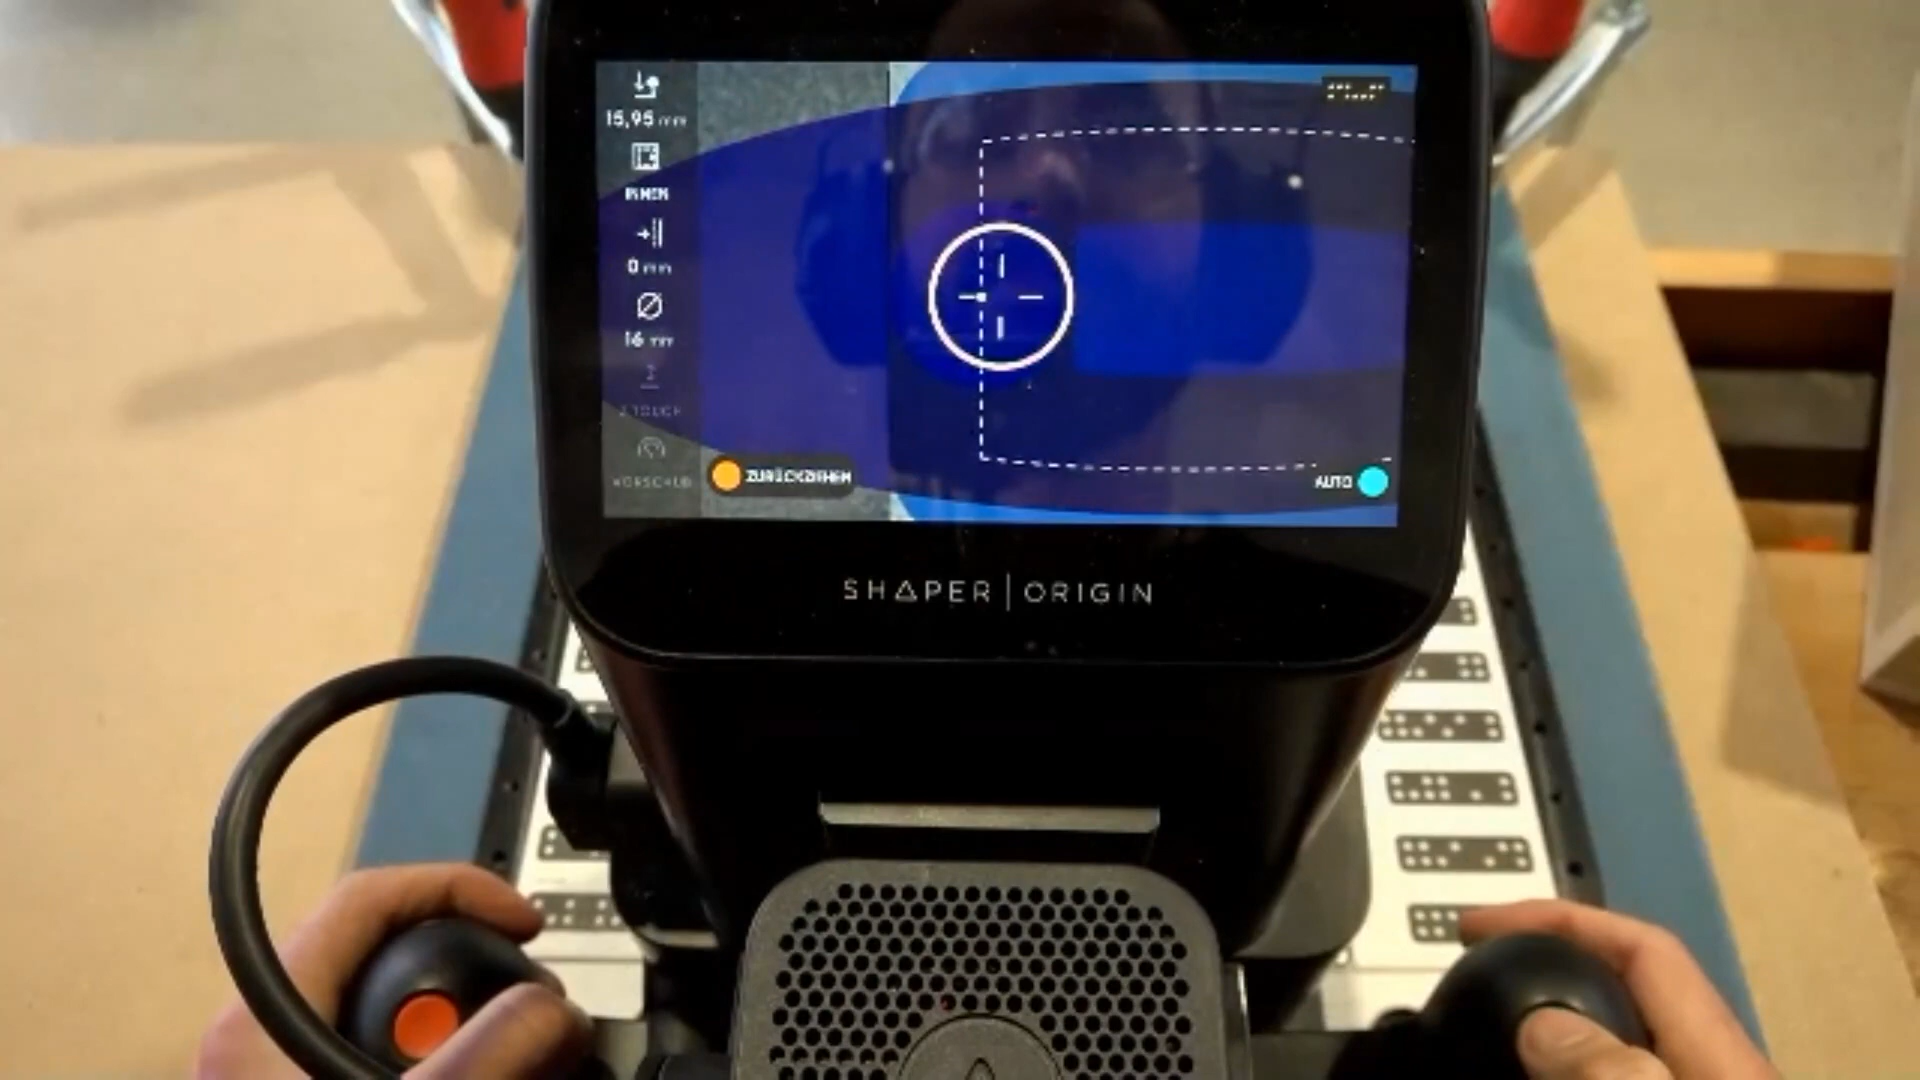 15,95 mm
INNEN
0 mm
16 mm
Z TOUCH
VORSCHUB
ZURÜCKZIEHEN
AUTO
SHAPER | ORIGIN